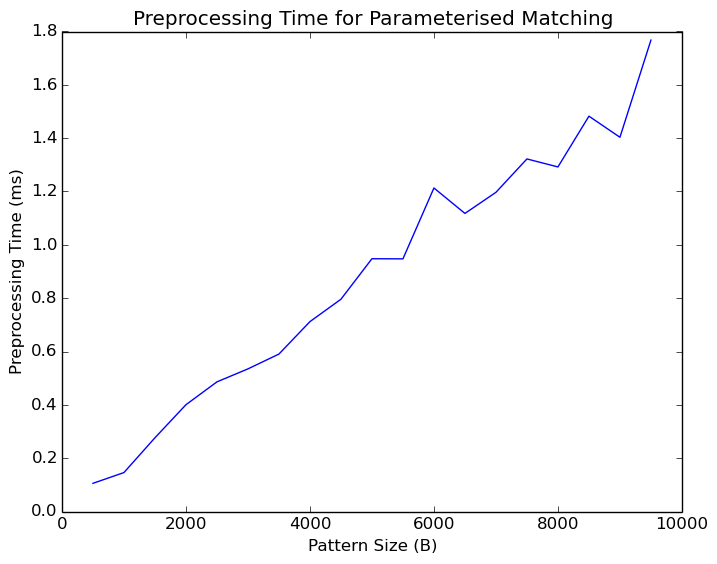 Preprocessing Time for Parameterised Matching
Preprocessing Time (ms)
1.8
1.6
1.4
1.2
1.0
0.8
0.6
0.4
0.2
0.0
0 2000 4000 6000 8000 10000
Pattern Size (B)